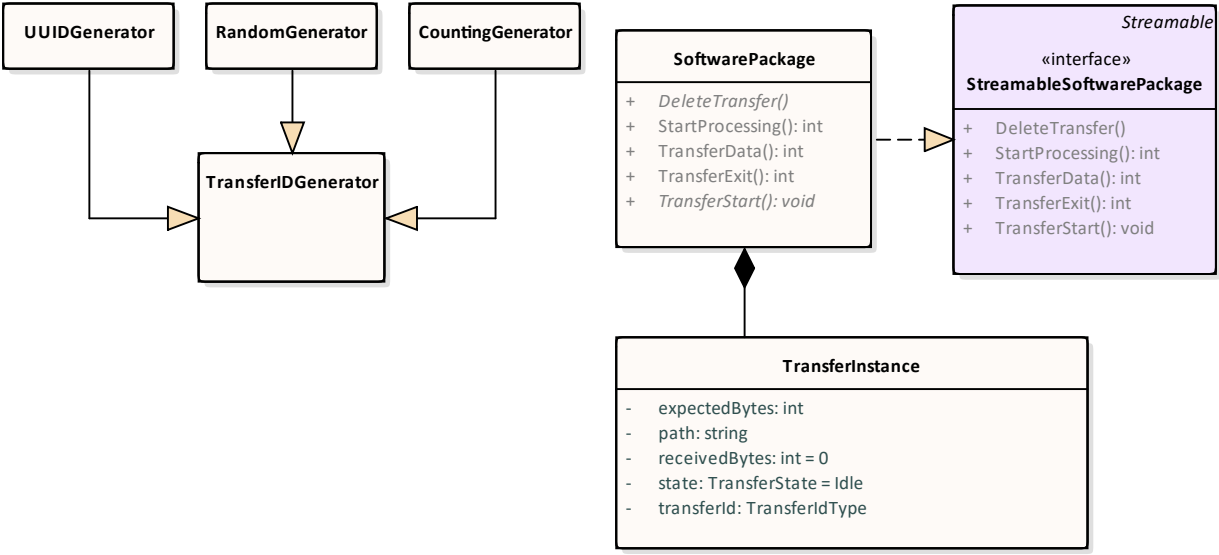 UUIDGenerator
RandomGenerator
CountingGenerator
TransferIDGenerator
SoftwarePackage
+ DeleteTransfer()
+ StartProcessing(): int
+ TransferData(): int
+ TransferExit(): int
+ TransferStart(): void
Streamable
«interface»
StreamableSoftwarePackage
+ DeleteTransfer()
+ StartProcessing(): int
+ TransferData(): int
+ TransferExit(): int
+ TransferStart(): void
TransferInstance
- expectedBytes: int
- path: string
- receivedBytes: int = 0
- state: TransferState = Idle
- transferId: TransferIdType